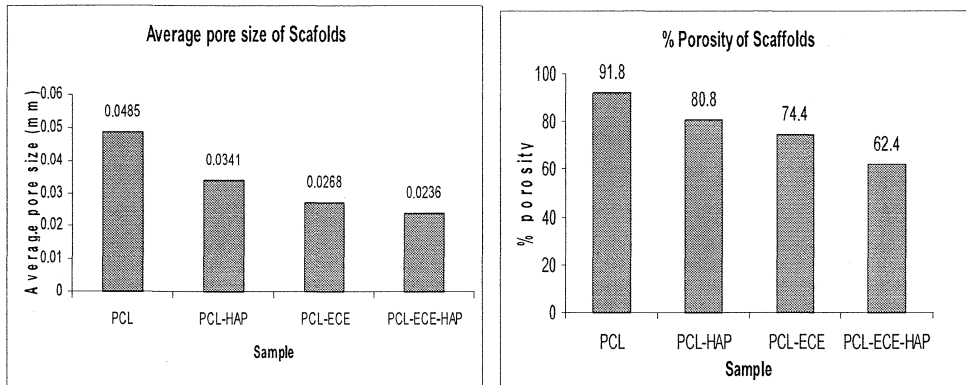 Average pore size of Scafolds
Average pore size (mm)
0.06
0.05
0.04
0.03
0.02
0.01
0
0.0485
0.0341
0.0268
0.0236
PCL
PCL-HAP
PCL-ECE
PCL-ECE-HAP
Sample
% Porosity of Scaffolds
% porosity
100
80
60
40
20
0
91.8
80.8
74.4
62.4
PCL
PCL-HAP
PCL-ECE
PCL-ECE-HAP
Sample